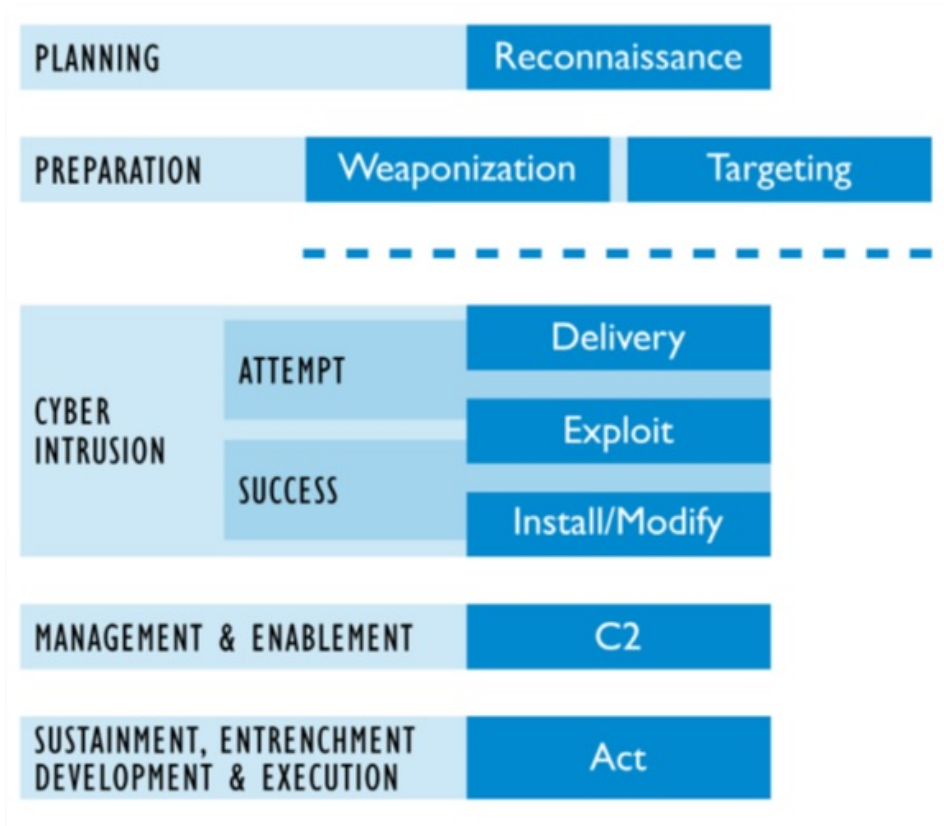 PLANNING
Reconnaissance
PREPARATION
Weaponization
Targeting
CYBER
INTRUSION
ATTEMPT
Delivery
Exploit
SUCCESS
Install/Modify
MANAGEMENT & ENABLEMENT
C2
SUSTAINMENT, ENTRENCHMENT
DEVELOPMENT & EXECUTION
Act